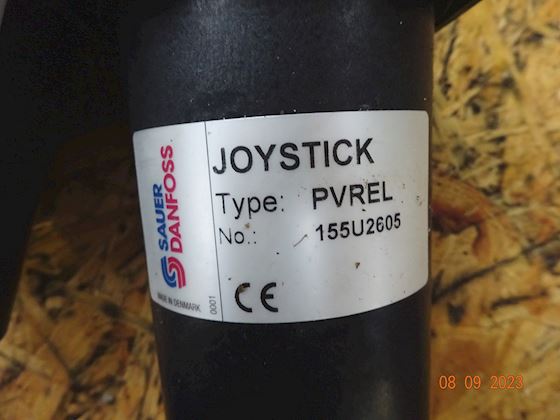 SAUER
DANFOSS
MADE IN DENMARK
0001
JOYSTICK
Type: PVREL
No.: 155U2605
CE
08 09 2023